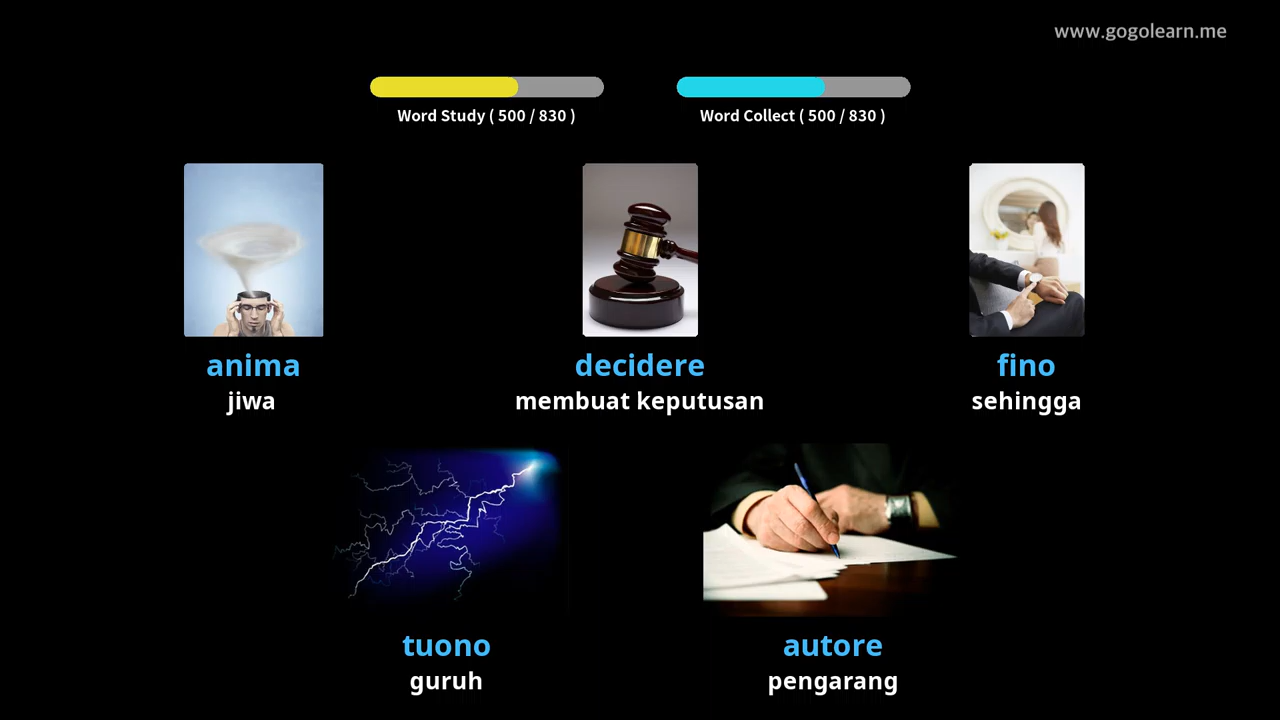 www.gogolearn.me
Word Study ( 500 / 830 )
Word Collect ( 500 / 830 )
anima
jiwa
decidere
membuat keputusan
fino
sehingga
tuono
guruh
autore
pengarang